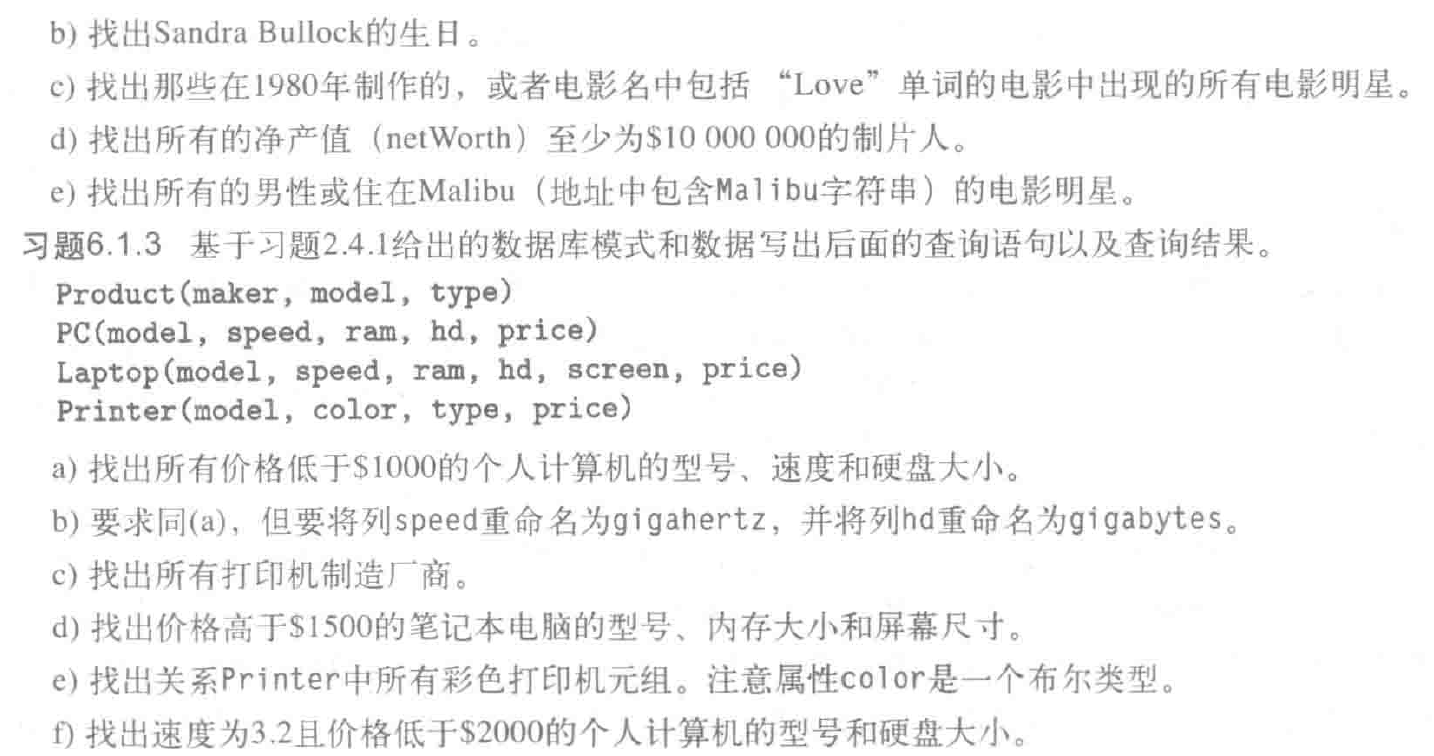 b) 找出Sandra Bullock的生日。
c) 找出那些在1980年制作的，或者电影名中包括 “Love” 单词的电影中出现的所有电影明星。
d) 找出所有的净产值（netWorth）至少为$10 000 000的制片人。
e) 找出所有的男性或住在Malibu（地址中包含Malibu字符串）的电影明星。
习题6.1.3 基于习题2.4.1给出的数据库模式和数据写出后面的查询语句以及查询结果。
Product(maker, model, type)
PC(model, speed, ram, hd, price)
Laptop(model, speed, ram, hd, screen, price)
Printer(model, color, type, price)
a) 找出所有价格低于$1000的个人计算机的型号、速度和硬盘大小。
b) 要求同(a)，但要将列speed重命名为gigahertz，并将列hd重命名为gigabytes。
c) 找出所有打印机制造厂商。
d) 找出价格高于$1500的笔记本电脑的型号、内存大小和屏幕尺寸。
e) 找出关系Printer中所有彩色打印机元组。注意属性color是一个布尔类型。
f) 找出速度为3.2且价格低于$2000的个人计算机的型号和硬盘大小。